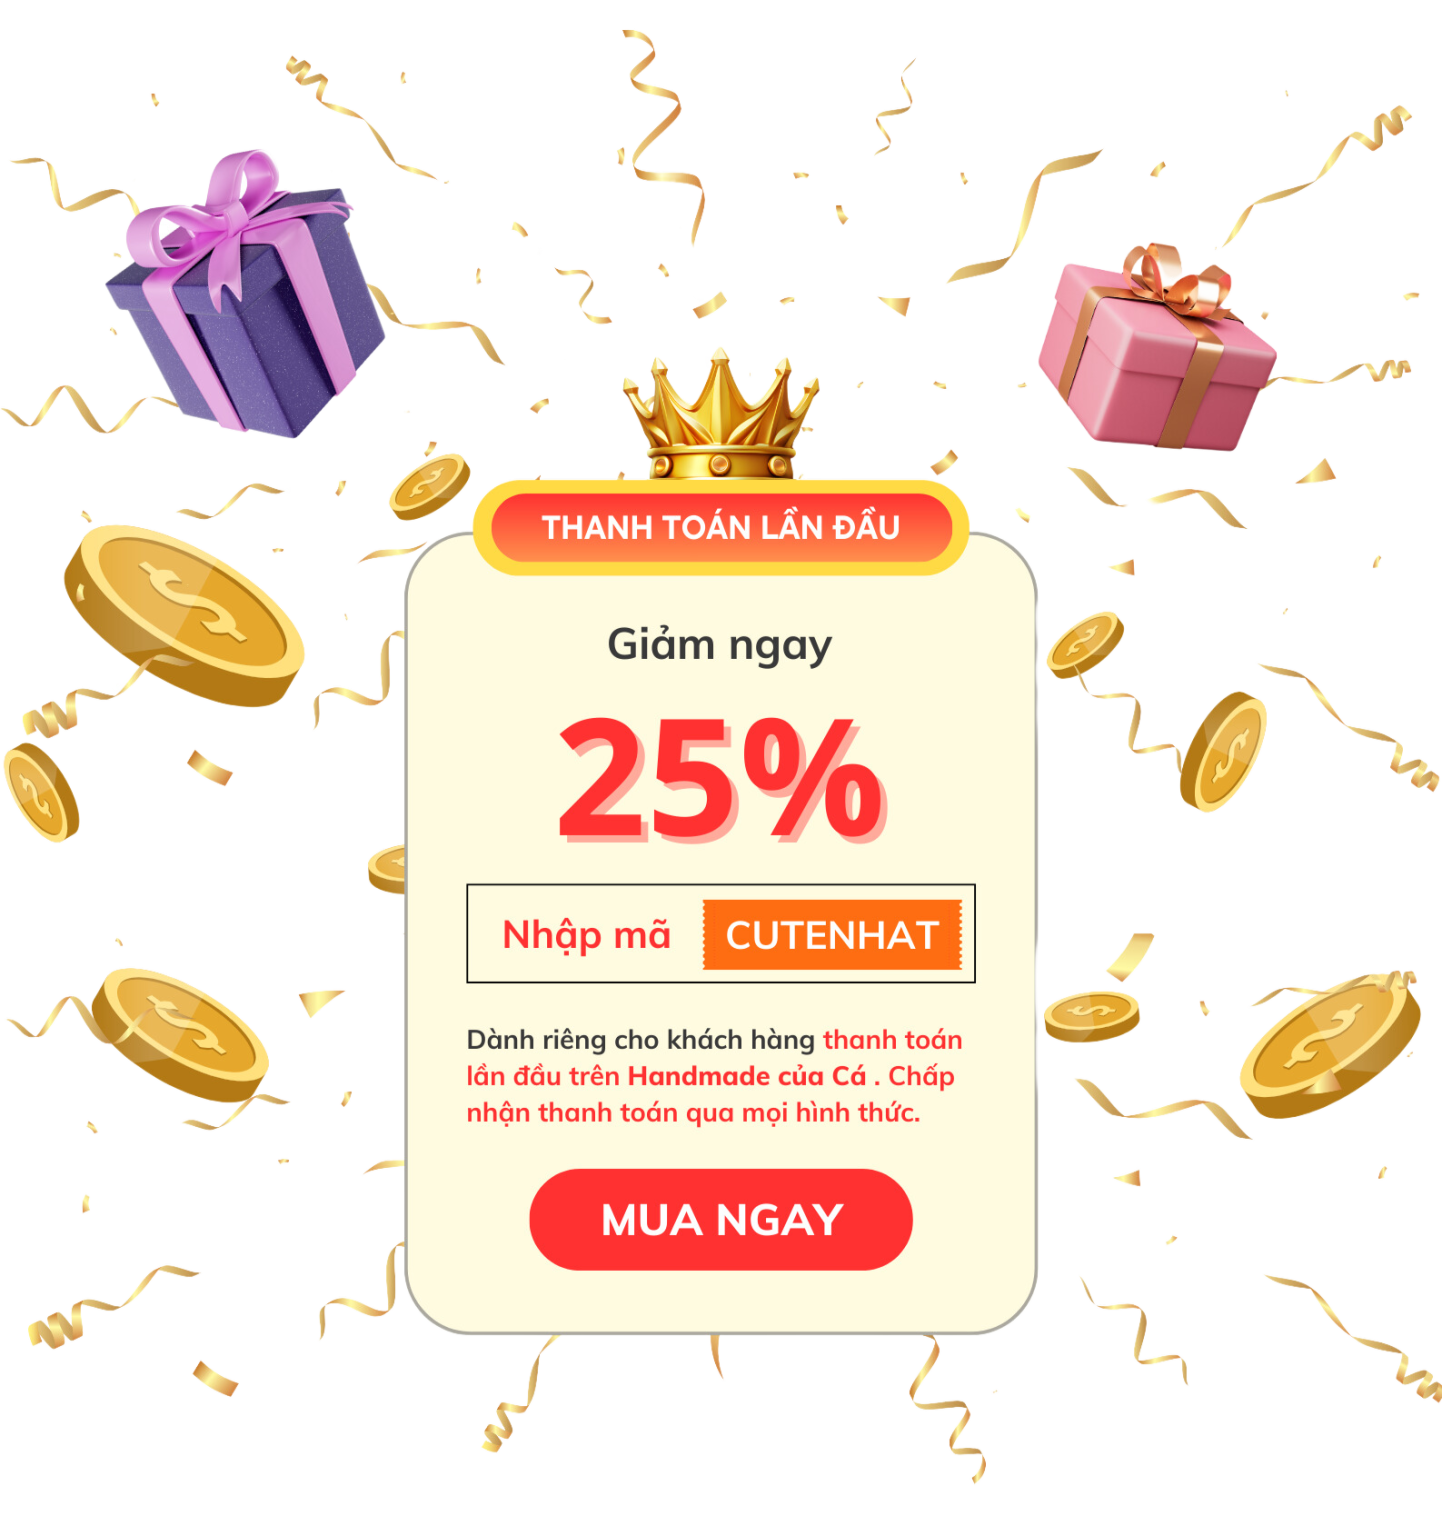 THANH TOÁN LẦN ĐẦU
Giảm ngay
25%
Nhập mã CUTENHAT
Dành riêng cho khách hàng thanh toán
lần đầu trên Handmade của Cá . Chấp
nhận thanh toán qua mọi hình thức.
MUA NGAY